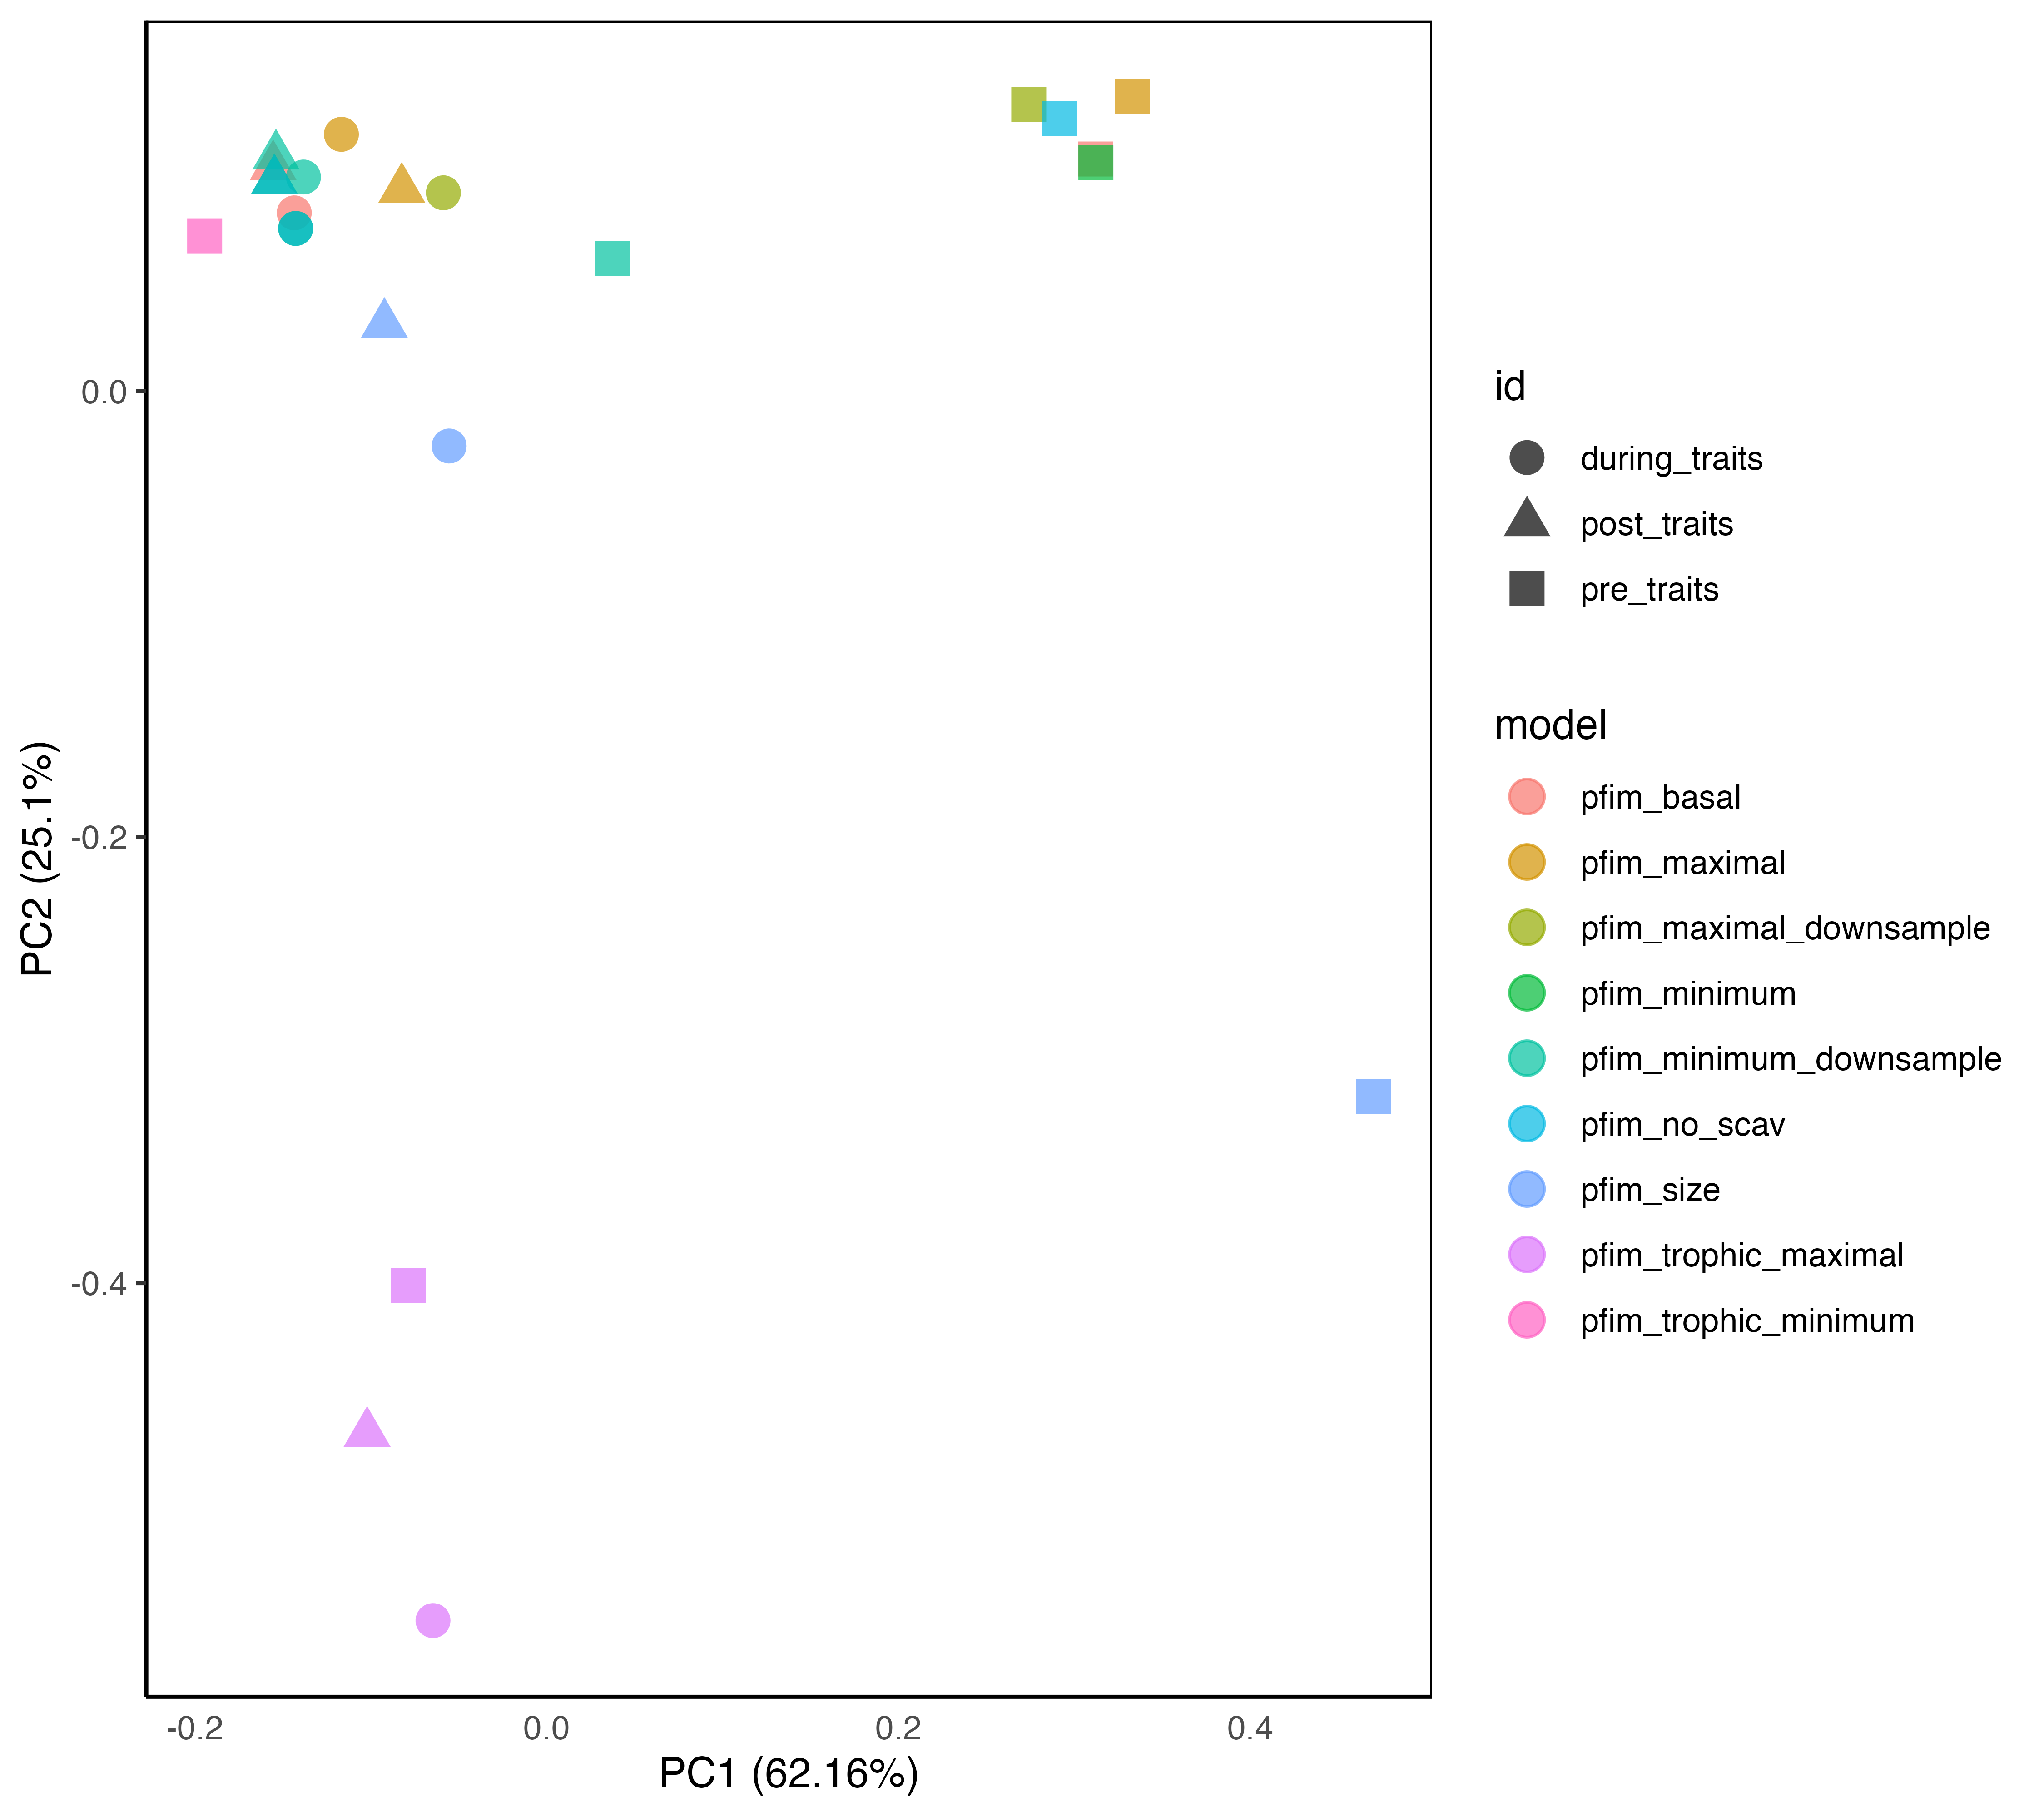 0.0
-0.2
-0.4
PC2 (25.1%)
-0.2
0.0
0.2
0.4
PC1 (62.16%)
id
during_traits
post_traits
pre_traits
model
pfim_basal
pfim_maximal
pfim_maximal_downsample
pfim_minimum
pfim_minimum_downsample
pfim_no_scav
pfim_size
pfim_trophic_maximal
pfim_trophic_minimum